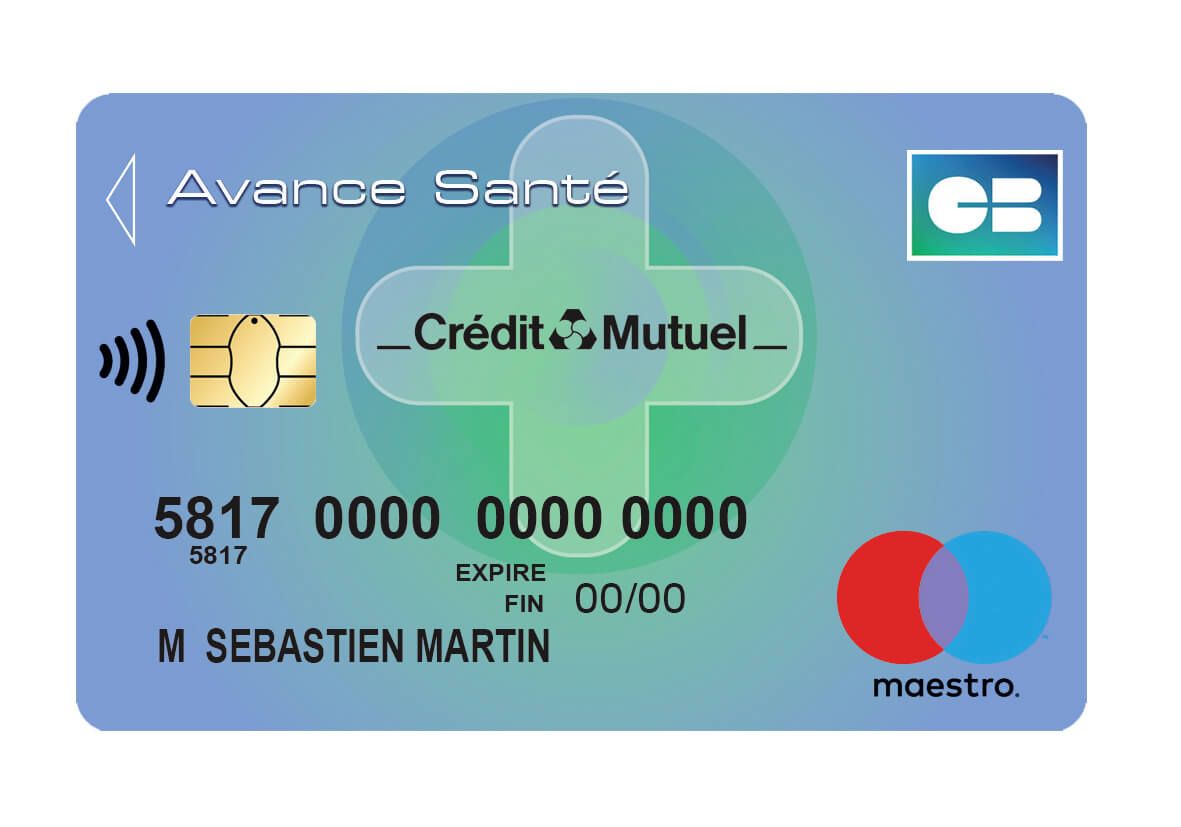 Avance Santé
CB
Crédit Mutuel
5817 0000 0000 0000
5817
EXPIRE
FIN 00/00
M SEBASTIEN MARTIN
maestro.